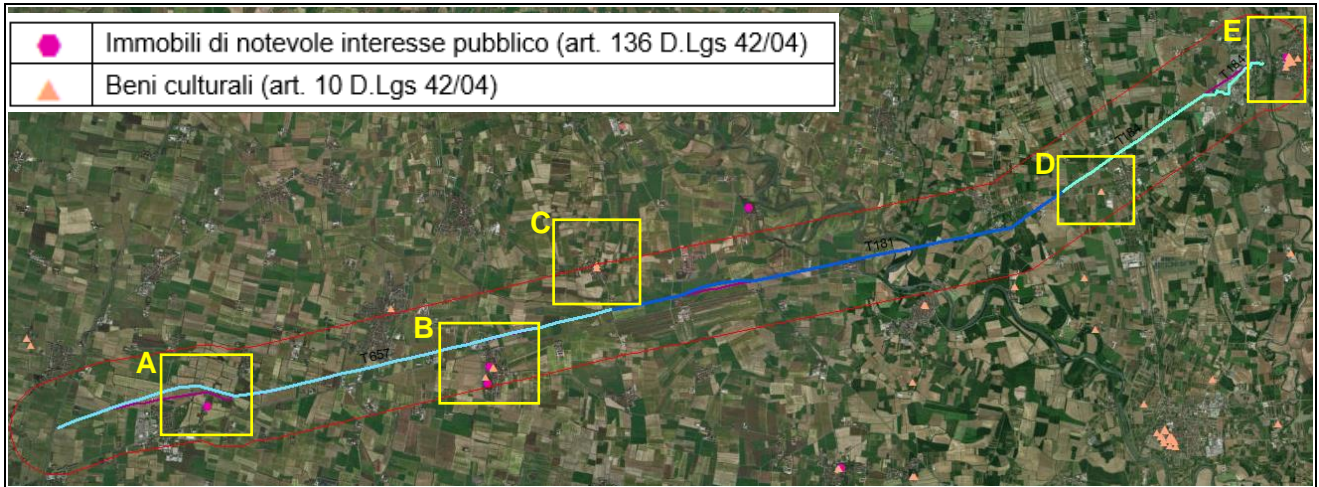 Immobili di notevole interesse pubblico (art. 136 D.Lgs 42/04)
Beni culturali (art. 10 D.Lgs 42/04)
E
T184
D
C
T181
B
T657
A